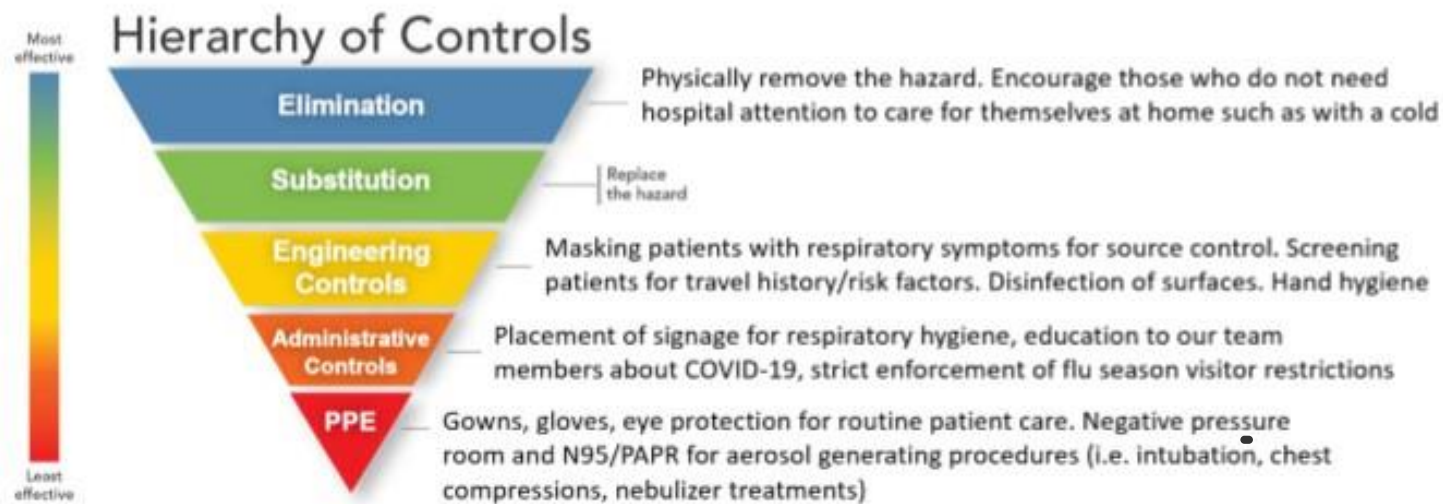 Hierarchy of Controls
Most
effective
Elimination
Physically remove the hazard. Encourage those who do not need
hospital attention to care for themselves at home such as with a cold
Substitution
Replace
the hazard
Engineering
Controls
Masking patients with respiratory symptoms for source control. Screening
patients for travel history/risk factors. Disinfection of surfaces. Hand hygiene
Administrative
Controls
Placement of signage for respiratory hygiene, education to our team
members about COVID-19, strict enforcement of flu season visitor restrictions
PPE
Gowns, gloves, eye protection for routine patient care. Negative pressure
room and N95/PAPR for aerosol generating procedures (i.e. intubation, chest
compressions, nebulizer treatments)
Least
effective